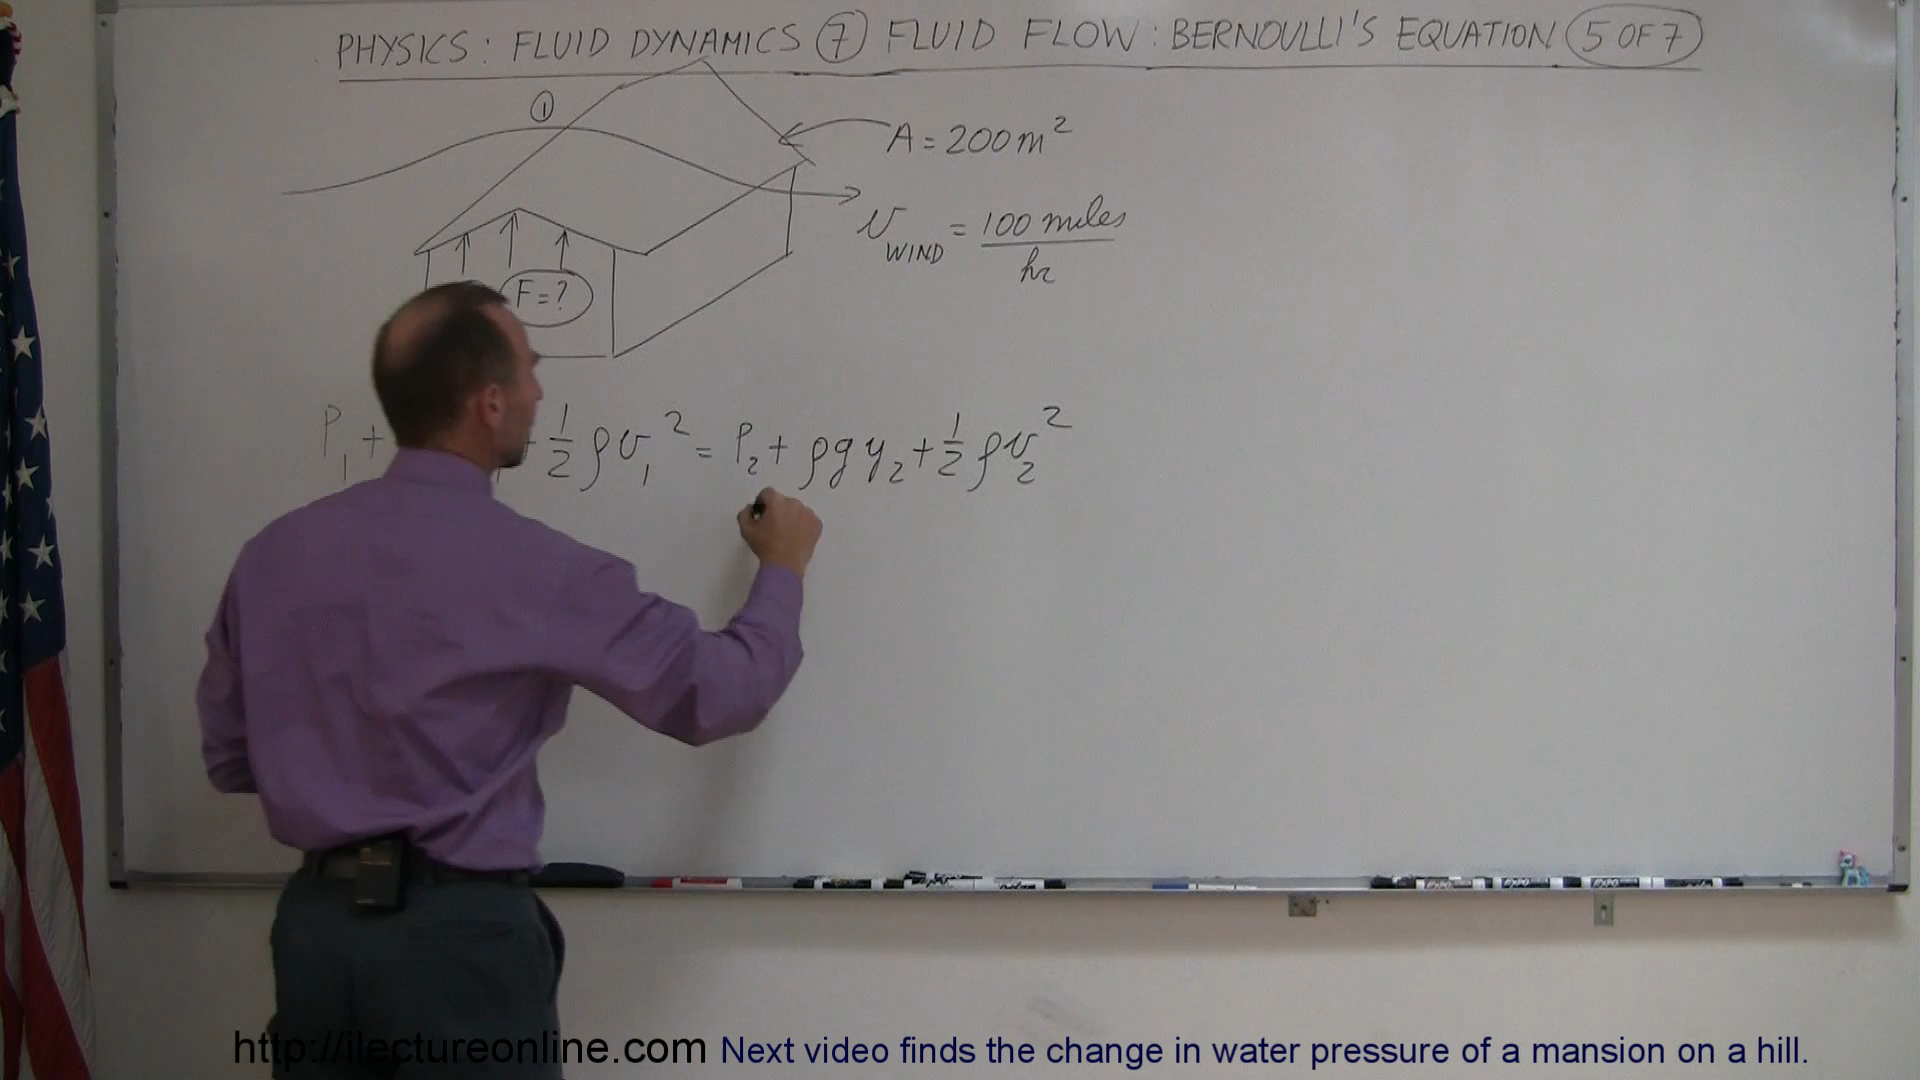 PHYSICS: FLUID DYNAMICS ⑦ FLUID FLOW: BERNOULLI'S EQUATION 5 OF 7
①
A = 200 m²
V WIND = 100 miles / hr
F = ?
P₁ + + ½ρv₁² = P₂ + ρgy₂ + ½ρv₂²
http://ilectureonline.com Next video finds the change in water pressure of a mansion on a hill.